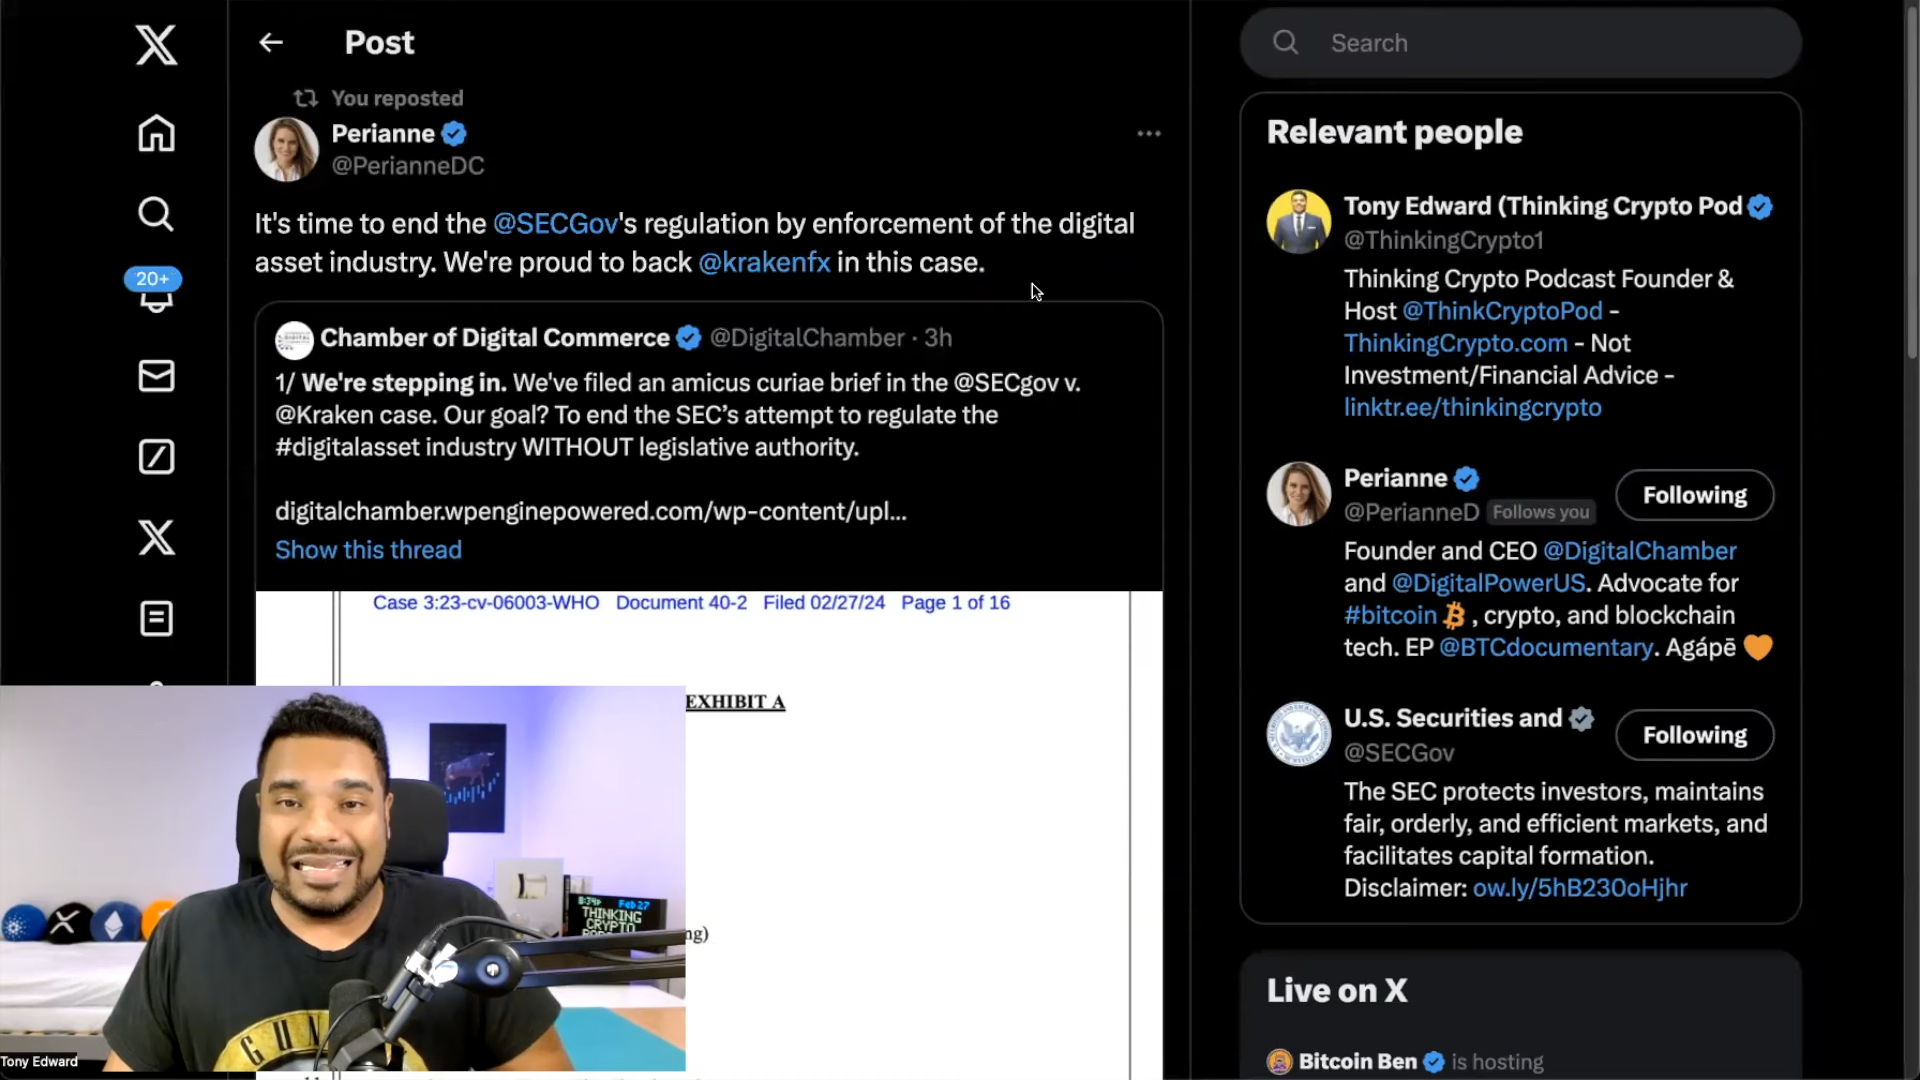 Post
You reposted
Perianne
@PerianneDC
It's time to end the @SECGov's regulation by enforcement of the digital
asset industry. We're proud to back @krakenfx in this case.
Chamber of Digital Commerce @DigitalChamber · 3h
1/ We're stepping in. We've filed an amicus curiae brief in the @SECgov v.
@Kraken case. Our goal? To end the SEC’s attempt to regulate the
#digitalasset industry WITHOUT legislative authority.
digitalchamber.wpenginepowered.com/wp-content/upl...
Show this thread
Case 3:23-cv-06003-WHO Document 40-2 Filed 02/27/24 Page 1 of 16
EXHIBIT A
ng)
20+
Search
Relevant people
Tony Edward (Thinking Crypto Pod
@ThinkingCrypto1
Thinking Crypto Podcast Founder &
Host @ThinkCryptoPod -
ThinkingCrypto.com - Not
Investment/Financial Advice -
linktr.ee/thinkingcrypto
Perianne
@PerianneD Follows you
Following
Founder and CEO @DigitalChamber
and @DigitalPowerUS. Advocate for
#bitcoin , crypto, and blockchain
tech. EP @BTCdocumentary. Agápē
U.S. Securities and
@SECGov
Following
The SEC protects investors, maintains
fair, orderly, and efficient markets, and
facilitates capital formation.
Disclaimer: ow.ly/5hB230oHjhr
Live on X
Bitcoin Ben is hosting
8:34P Feb 27
THINKING
CRYPTO
GUN
Tony Edward